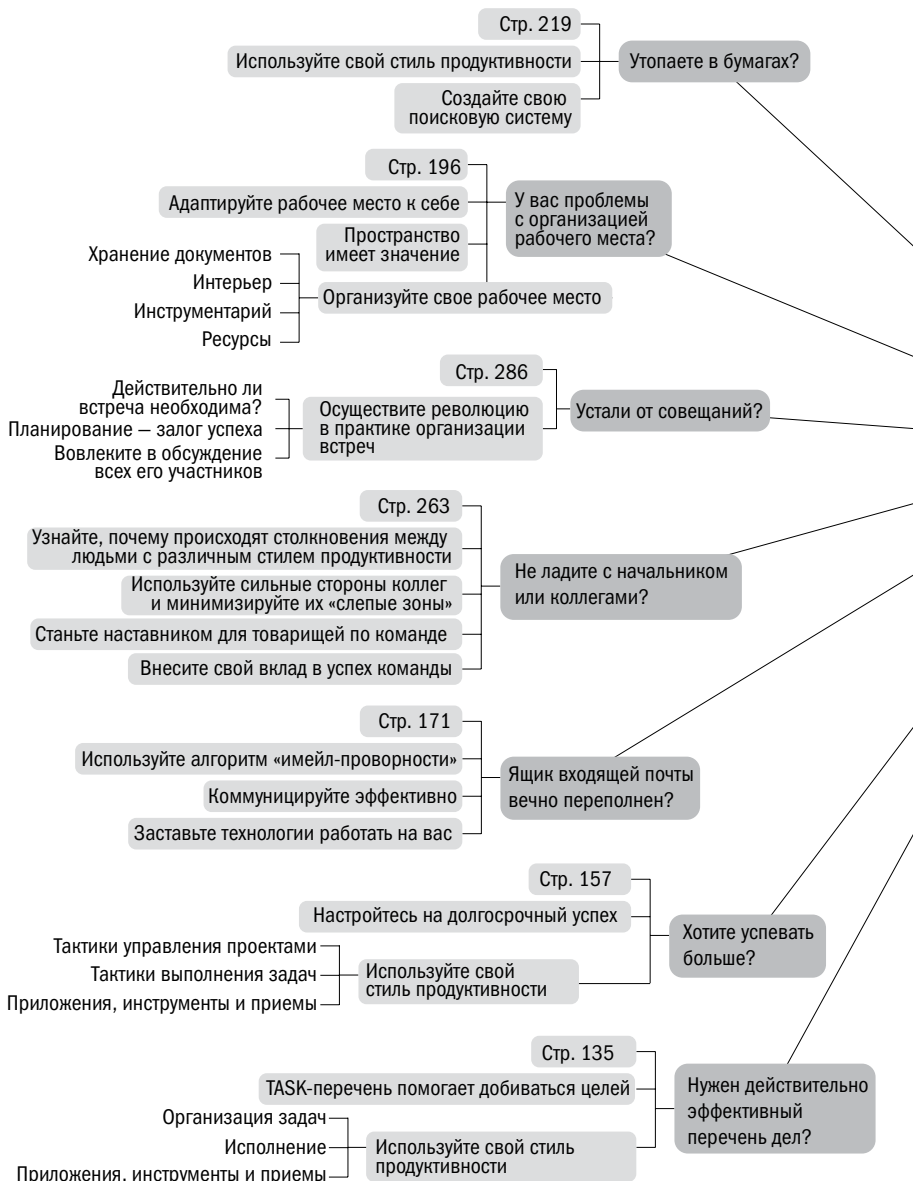 Стр. 219
Используйте свой стиль продуктивности
Утопаете в бумагах?
Создайте свою
поисковую систему
Стр. 196
Адаптируйте рабочее место к себе
У вас проблемы
с организацией
рабочего места?
Пространство
имеет значение
Хранение документов
Интерьер
Инструментарий
Ресурсы
Организуйте свое рабочее место
Стр. 286
Действительно ли
встреча необходима?
Планирование – залог успеха
Вовлеките в обсуждение
всех его участников
Осуществите революцию
в практике организации
встреч
Устали от совещаний?
Стр. 263
Узнайте, почему происходят столкновения между
людьми с различным стилем продуктивности
Используйте сильные стороны коллег
и минимизируйте их «слепые зоны»
Станьте наставником для товарищей по команде
Внесите свой вклад в успех команды
Не ладите с начальником
или коллегами?
Стр. 171
Используйте алгоритм «имейл-проворности»
Коммуницируйте эффективно
Заставьте технологии работать на вас
Ящик входящей почты
вечно переполнен?
Стр. 157
Настройтесь на долгосрочный успех
Тактики управления проектами
Тактики выполнения задач
Приложения, инструменты и приемы
Используйте свой
стиль продуктивности
Хотите успевать
больше?
Стр. 135
TASK-перечень помогает добиваться целей
Организация задач
Исполнение
Приложения, инструменты и приемы
Используйте свой стиль
продуктивности
Нужен действительно
эффективный
перечень дел?